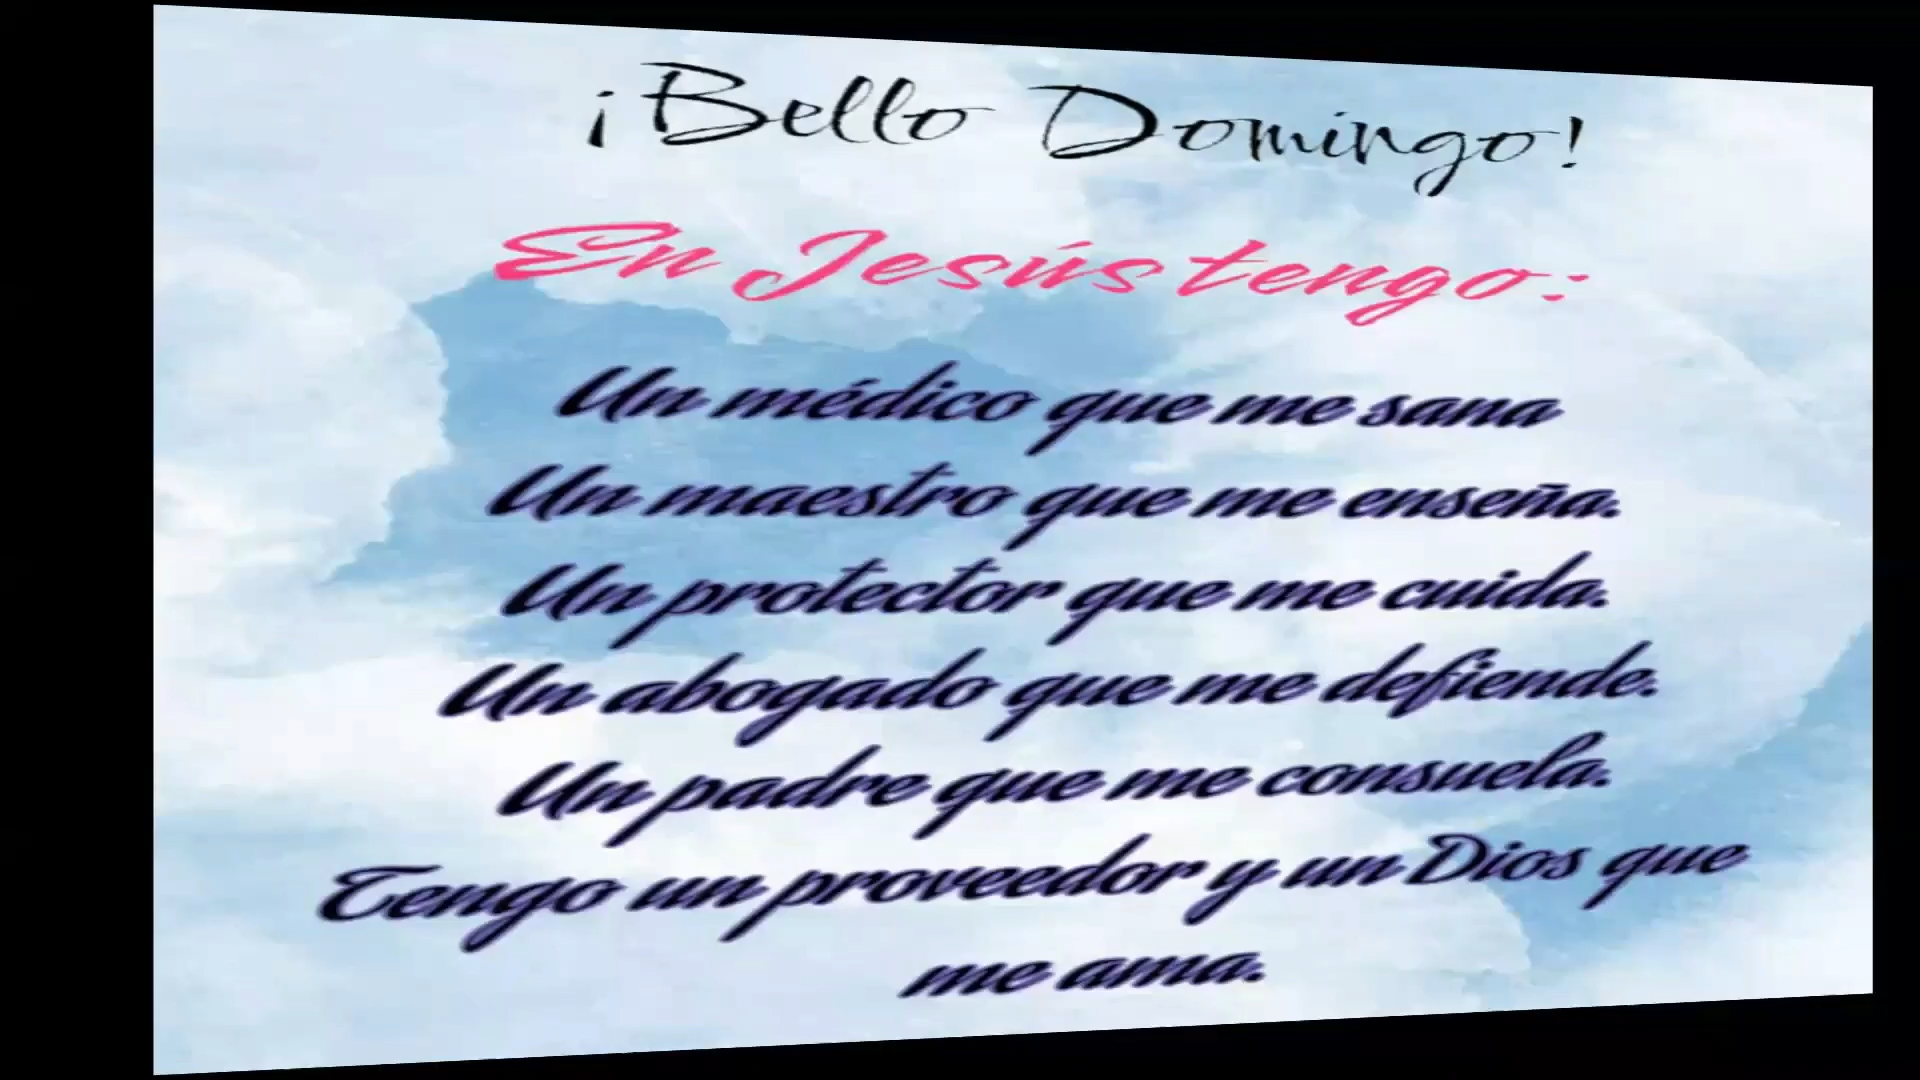 ¡Bello Domingo!
En Jesús tengo:
Un médico que me sana
Un maestro que me enseña.
Un protector que me cuida.
Un abogado que me defiende.
Un padre que me consuela.
Tengo un proveedor y un Dios que
me ama.